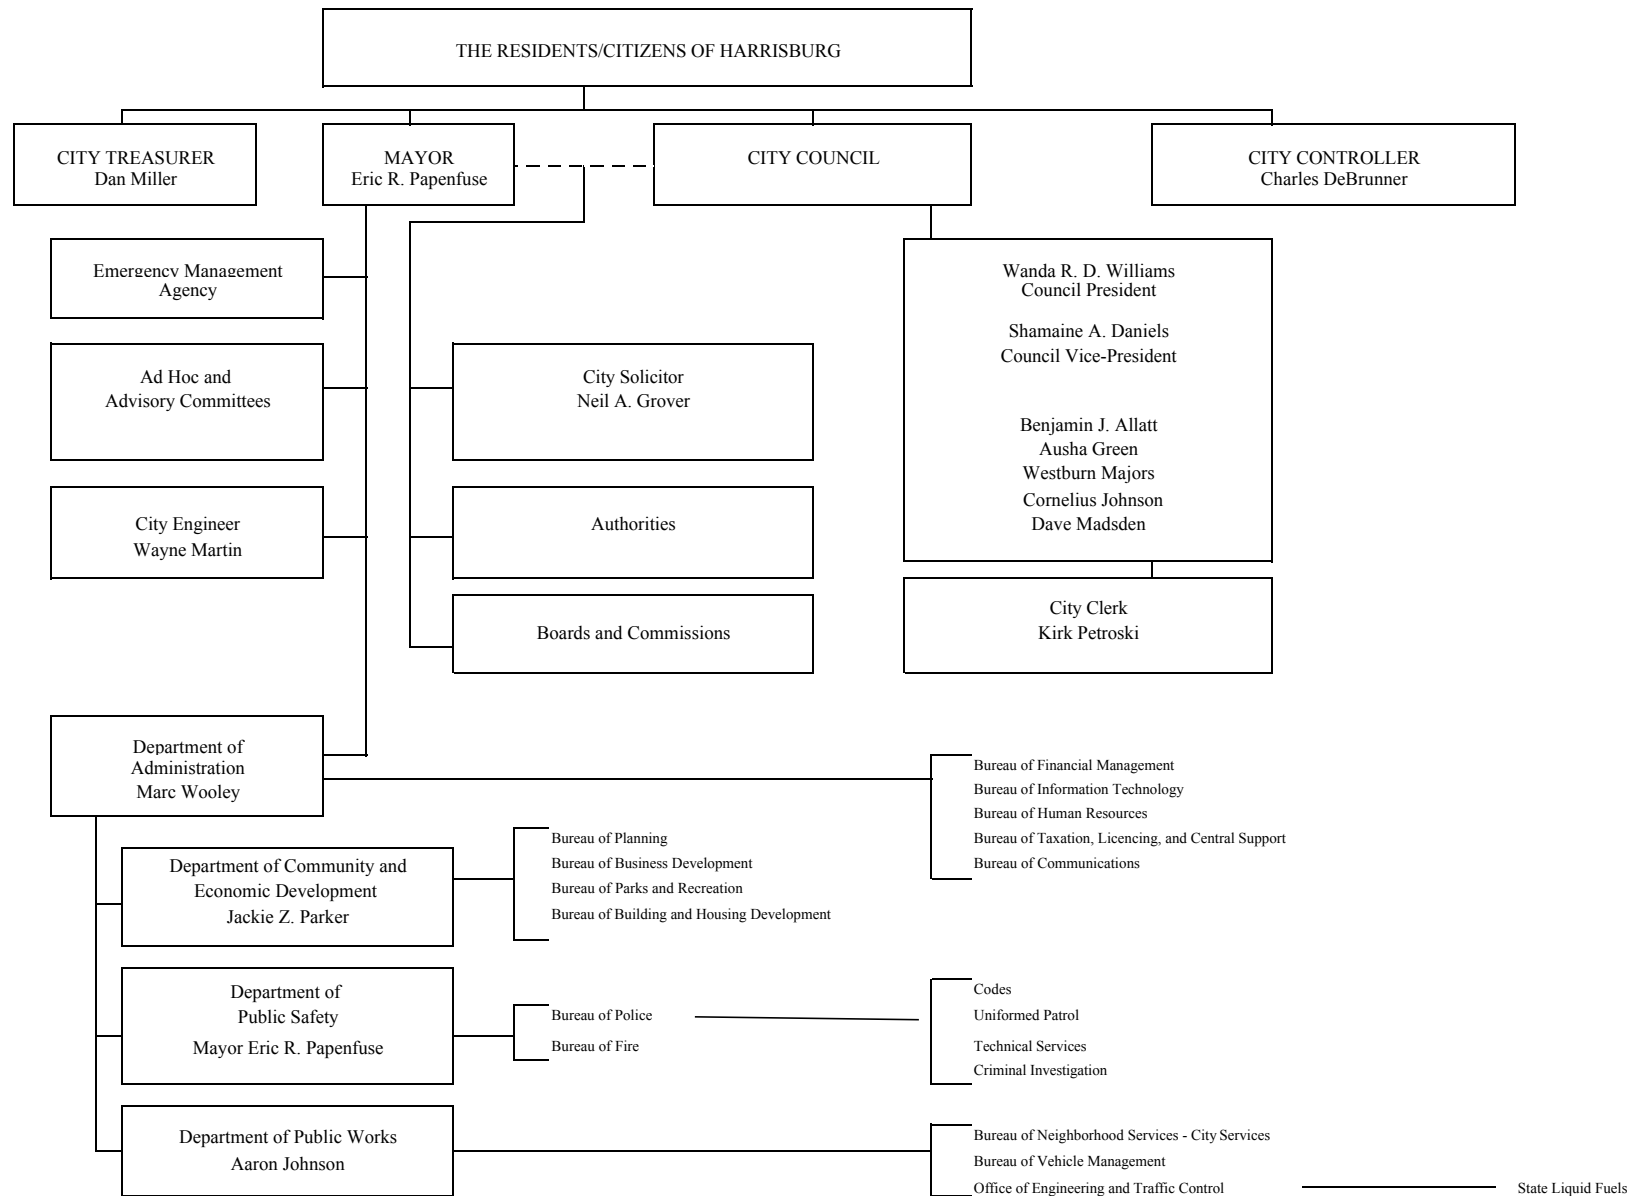 THE RESIDENTS/CITIZENS OF HARRISBURG
CITY TREASURER
Dan Miller
MAYOR
Eric R. Papenfuse
CITY COUNCIL
CITY CONTROLLER
Charles DeBrunner
Emergency Management
Agency
Ad Hoc and
Advisory Committees
City Engineer
Wayne Martin
City Solicitor
Neil A. Grover
Authorities
Boards and Commissions
Wanda R. D. Williams
Council President
Shamaine A. Daniels
Council Vice-President
Benjamin J. Allatt
Ausha Green
Westburn Majors
Cornelius Johnson
Dave Madsden
City Clerk
Kirk Petroski
Department of
Administration
Marc Wooley
Bureau of Financial Management
Bureau of Information Technology
Bureau of Human Resources
Bureau of Taxation, Licencing, and Central Support
Bureau of Communications
Department of Community and
Economic Development
Jackie Z. Parker
Bureau of Planning
Bureau of Business Development
Bureau of Parks and Recreation
Bureau of Building and Housing Development
Department of
Public Safety
Mayor Eric R. Papenfuse
Bureau of Police
Bureau of Fire
Codes
Uniformed Patrol
Technical Services
Criminal Investigation
Department of Public Works
Aaron Johnson
Bureau of Neighborhood Services - City Services
Bureau of Vehicle Management
Office of Engineering and Traffic Control
State Liquid Fuels